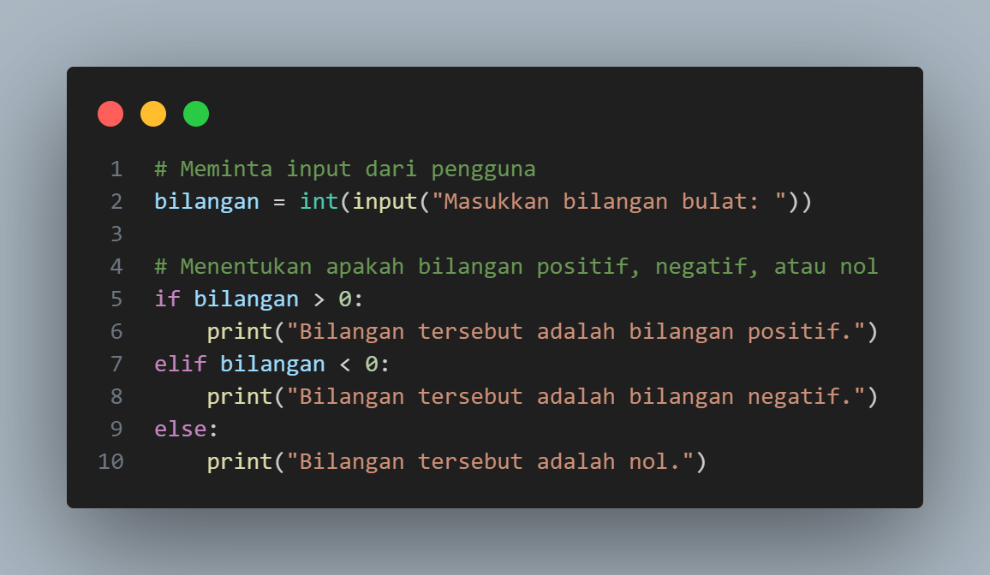 1 # Meminta input dari pengguna
2 bilangan = int(input("Masukkan bilangan bulat: "))
3
4 # Menentukan apakah bilangan positif, negatif, atau nol
5 if bilangan > 0:
6     print("Bilangan tersebut adalah bilangan positif.")
7 elif bilangan < 0:
8     print("Bilangan tersebut adalah bilangan negatif.")
9 else:
10     print("Bilangan tersebut adalah nol.")